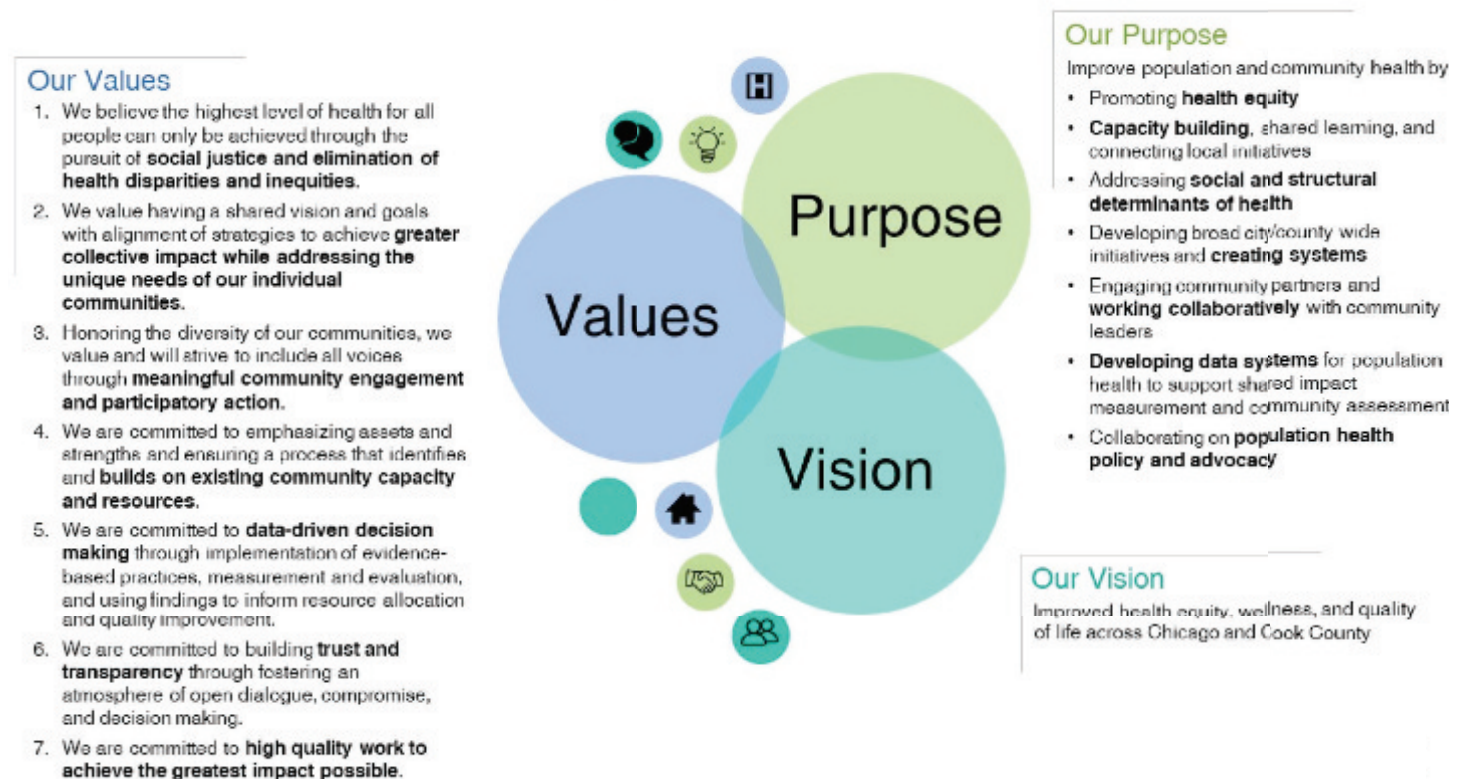 Our Values
1. We believe the highest level of health for all
people can only be achieved through the
pursuit of social justice and elimination of
health disparities and inequities.
2. We value having a shared vision and goals
with alignment of strategies to achieve greater
collective impact while addressing the
unique needs of our individual
communities.
3. Honoring the diversity of our communities, we
value and will strive to include all voices
through meaningful community engagement
and participatory action.
4. We are committed to emphasizing assets and
strengths and ensuring a process that identifies
and builds on existing community capacity
and resources.
5. We are committed to data-driven decision
making through implementation of evidence-
based practices, measurement and evaluation,
and using findings to inform resource allocation
and quality improvement.
6. We are committed to building trust and
transparency through fostering an
atmosphere of open dialogue, compromise,
and decision making.
7. We are committed to high quality work to
achieve the greatest impact possible.
H
Purpose
Values
Vision
Our Purpose
Improve population and community health by
• Promoting health equity
• Capacity building, shared learning, and
connecting local initiatives
• Addressing social and structural
determinants of health
• Developing broad city/county wide
initiatives and creating systems
• Engaging community partners and
working collaboratively with community
leaders
• Developing data systems for population
health to support shared impact
measurement and community assessment
• Collaborating on population health
policy and advocacy
Our Vision
Improved health equity, wellness, and quality
of life across Chicago and Cook County